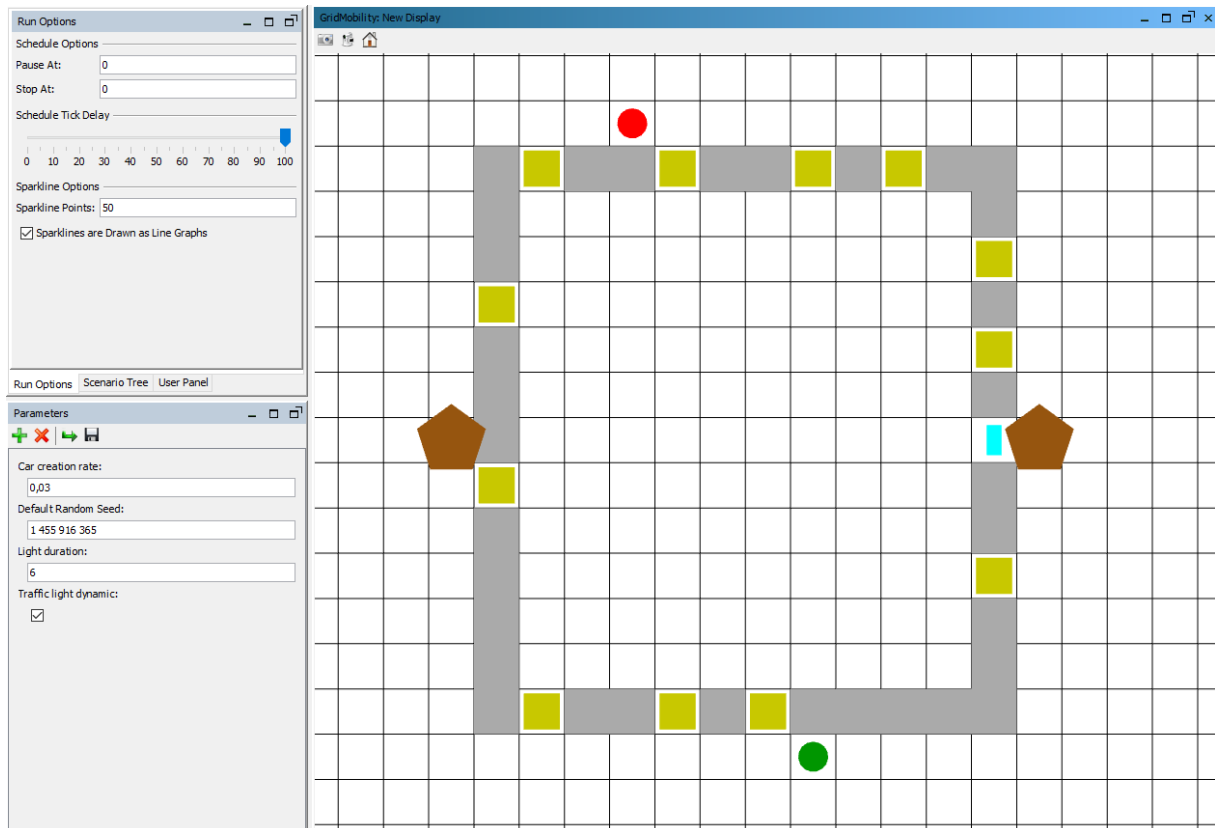 Run Options
Schedule Options
Pause At: 0
Stop At: 0
Schedule Tick Delay
0 10 20 30 40 50 60 70 80 90 100
Sparkline Options
Sparkline Points: 50
Sparklines are Drawn as Line Graphs
Run Options Scenario Tree User Panel
Parameters
Car creation rate:
0,03
Default Random Seed:
1 455 916 365
Light duration:
6
Traffic light dynamic:
GridMobility: New Display